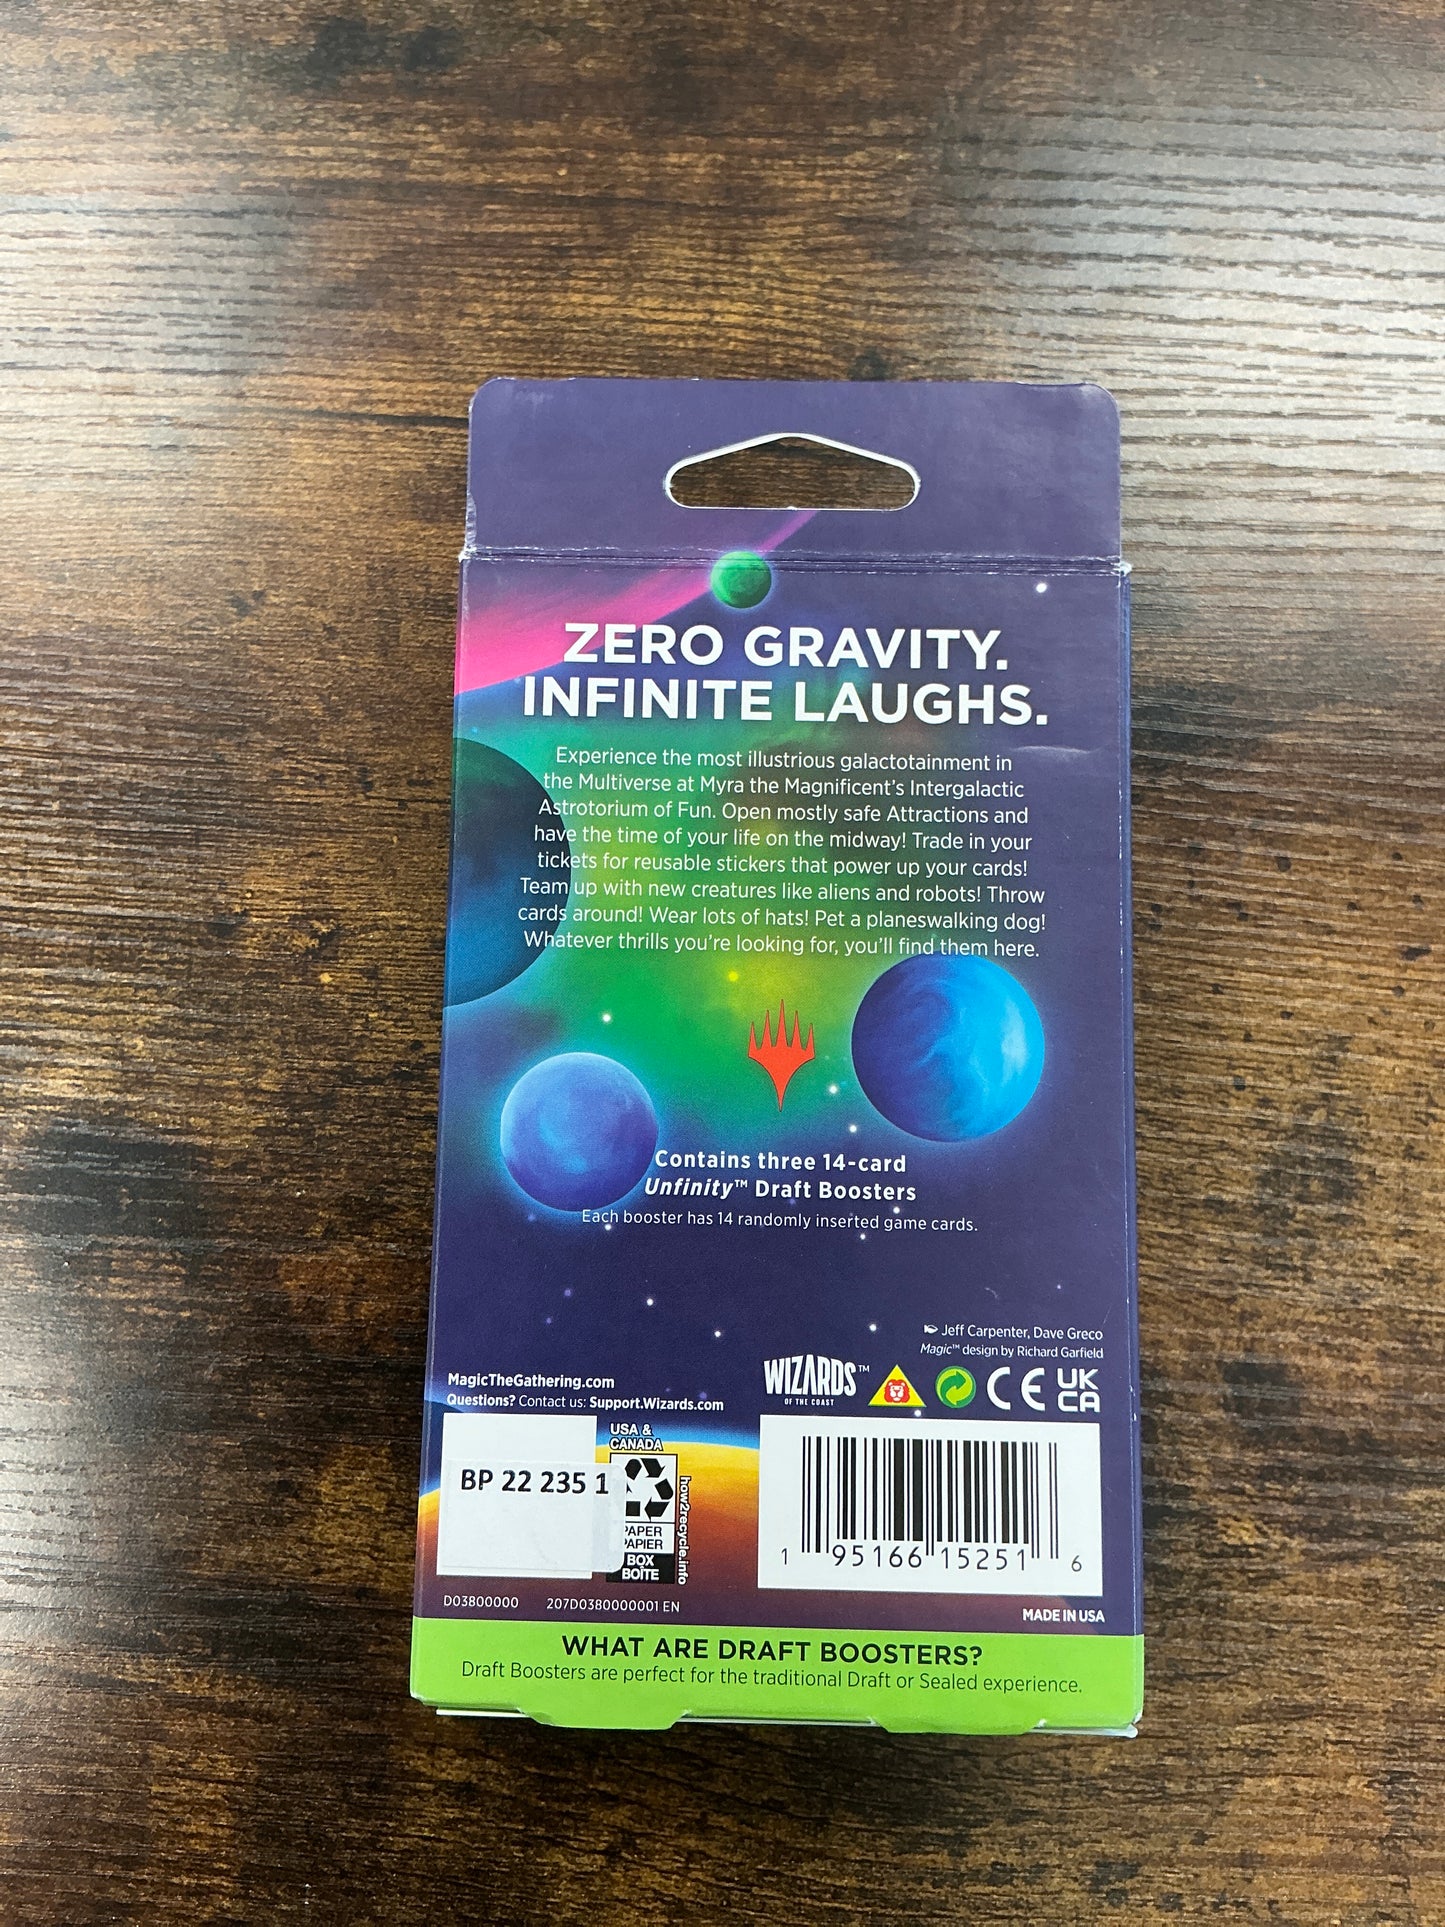 ZERO GRAVITY.
INFINITE LAUGHS.
Experience the most illustrious galactotainment in
the Multiverse at Myra the Magnificent's Intergalactic
Astrotorium of Fun. Open mostly safe Attractions and
have the time of your life on the midway! Trade in your
tickets for reusable stickers that power up your cards!
Team up with new creatures like aliens and robots! Throw
cards around! Wear lots of hats! Pet a planeswalking dog!
Whatever thrills you're looking for, you'll find them here.
Contains three 14-card
Unfinity™ Draft Boosters
Each booster has 14 randomly inserted game cards.
Jeff Carpenter, Dave Greco
Magic™ design by Richard Garfield
MagicTheGathering.com
Questions? Contact us: Support.Wizards.com
WIZARDS™
OF THE COAST
CE
UK
CA
USA &
CANADA
BP 22 235 1
PAPER
PAPIER
BOX
BOÎTE
how2recycle.info
1 95166 15251 6
D03800000 207D0380000001 EN
MADE IN USA
WHAT ARE DRAFT BOOSTERS?
Draft Boosters are perfect for the traditional Draft or Sealed experience.